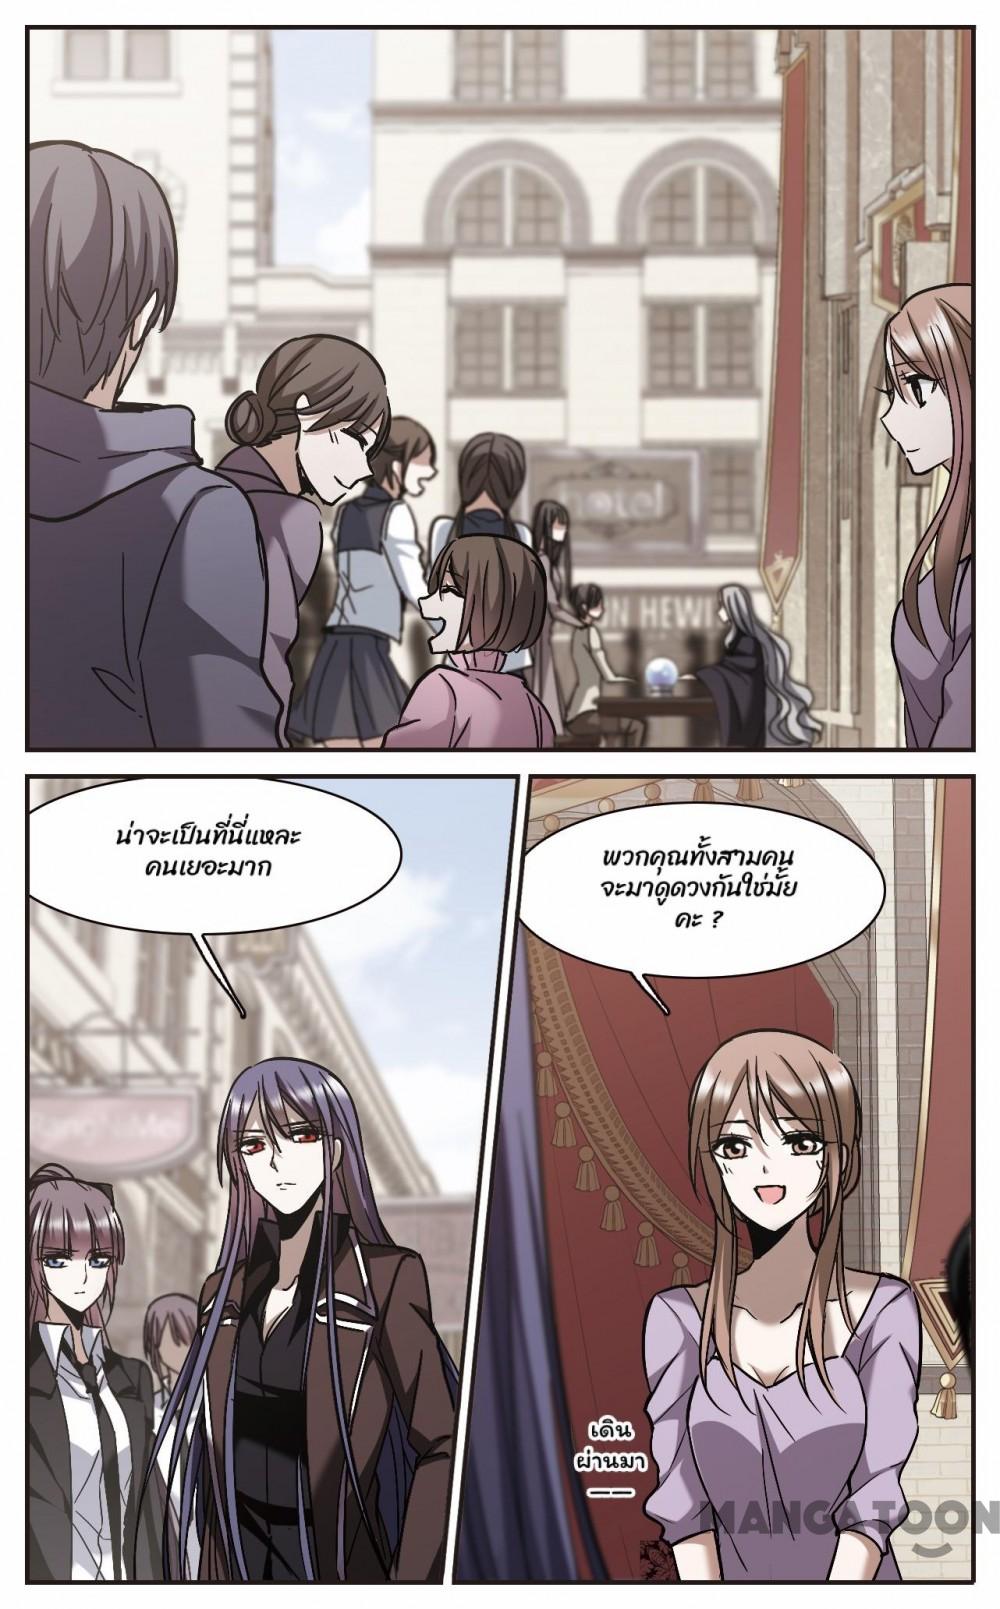 hotel
ON HEWI
น่าจะเป็นที่นี่แหละ
คนเยอะมาก
พวกคุณทั้งสามคน
จะมาดูดวงกันใช่มั้ย
คะ ?
เดิน
ผ่านมา
——
MANGATOON